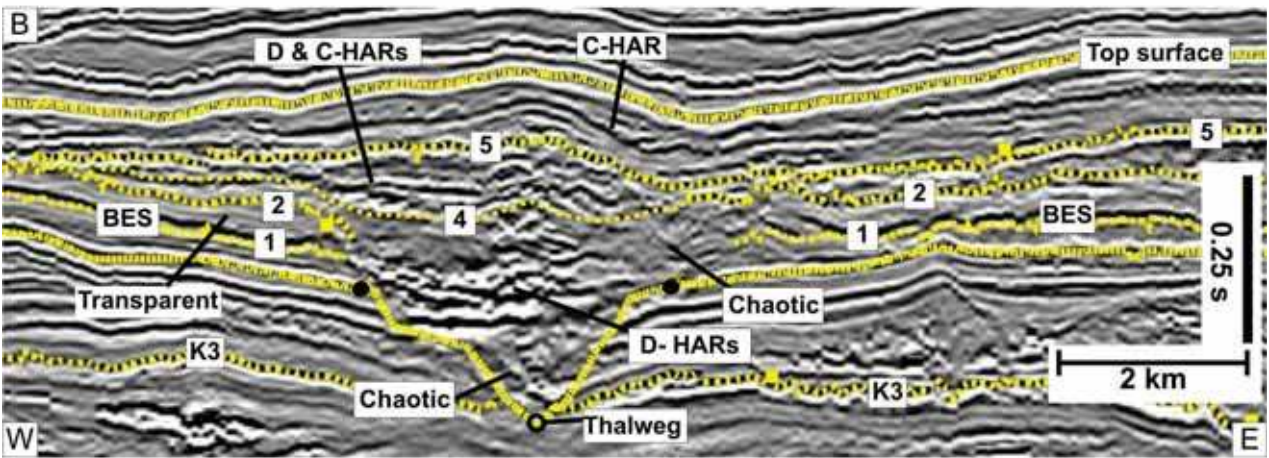 B
D & C-HARs
C-HAR
Top surface
5
5
2
2
4
BES
BES
1
1
0.25 s
Transparent
Chaotic
D- HARs
K3
2 km
Chaotic
K3
Thalweg
W
E